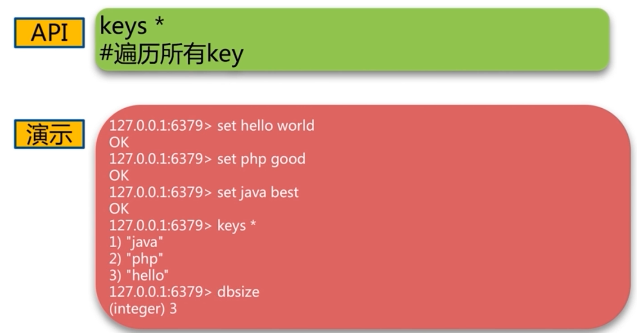 API
keys *
#遍历所有key
演示
127.0.0.1:6379> set hello world
OK
127.0.0.1:6379> set php good
OK
127.0.0.1:6379> set java best
OK
127.0.0.1:6379> keys *
1) "java"
2) "php"
3) "hello"
127.0.0.1:6379> dbsize
(integer) 3